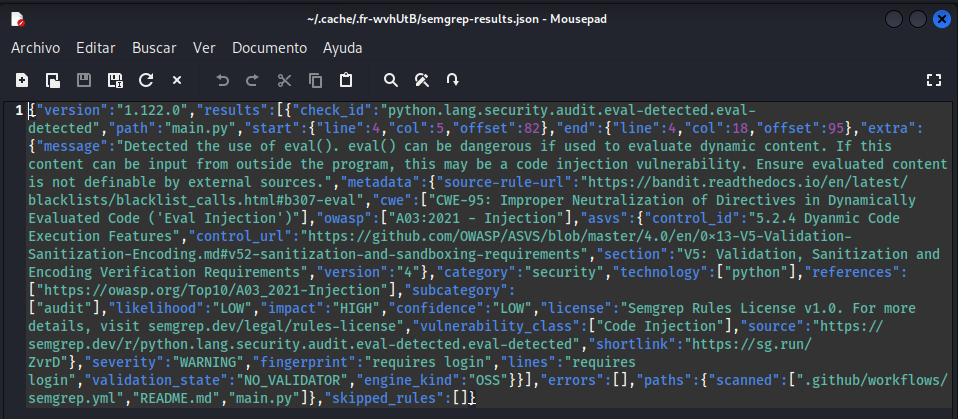 ~/.cache/.fr-wvhUtB/semgrep-results.json - Mousepad
Archivo Editar Buscar Ver Documento Ayuda
1 {"version":"1.122.0","results":[{"check_id":"python.lang.security.audit.eval-detected.eval-
detected","path":"main.py","start":{"line":4,"col":5,"offset":82},"end":{"line":4,"col":18,"offset":95},"extra":
{"message":"Detected the use of eval(). eval() can be dangerous if used to evaluate dynamic content. If this
content can be input from outside the program, this may be a code injection vulnerability. Ensure evaluated content
is not definable by external sources.","metadata":{"source-rule-url":"https://bandit.readthedocs.io/en/latest/
blacklists/blacklist_calls.html#b307-eval","cwe":["CWE-95: Improper Neutralization of Directives in Dynamically
Evaluated Code ('Eval Injection')"],"owasp":["A03:2021 - Injection"],"asvs":{"control_id":"5.2.4 Dyanmic Code
Execution Features","control_url":"https://github.com/OWASP/ASVS/blob/master/4.0/en/0x13-V5-Validation-
Sanitization-Encoding.md#v52-sanitization-and-sandboxing-requirements","section":"V5: Validation, Sanitization and
Encoding Verification Requirements","version":"4"},"category":"security","technology":["python"],"references":
["https://owasp.org/Top10/A03_2021-Injection"],"subcategory":
["audit"],"likelihood":"LOW","impact":"HIGH","confidence":"LOW","license":"Semgrep Rules License v1.0. For more
details, visit semgrep.dev/legal/rules-license","vulnerability_class":["Code Injection"],"source":"https://
semgrep.dev/r/python.lang.security.audit.eval-detected.eval-detected","shortlink":"https://sg.run/
ZvrD"},"severity":"WARNING","fingerprint":"requires login","lines":"requires
login","validation_state":"NO_VALIDATOR","engine_kind":"OSS"}}],"errors":[],"paths":{"scanned":[".github/workflows/
semgrep.yml","README.md","main.py"]},"skipped_rules":[]}